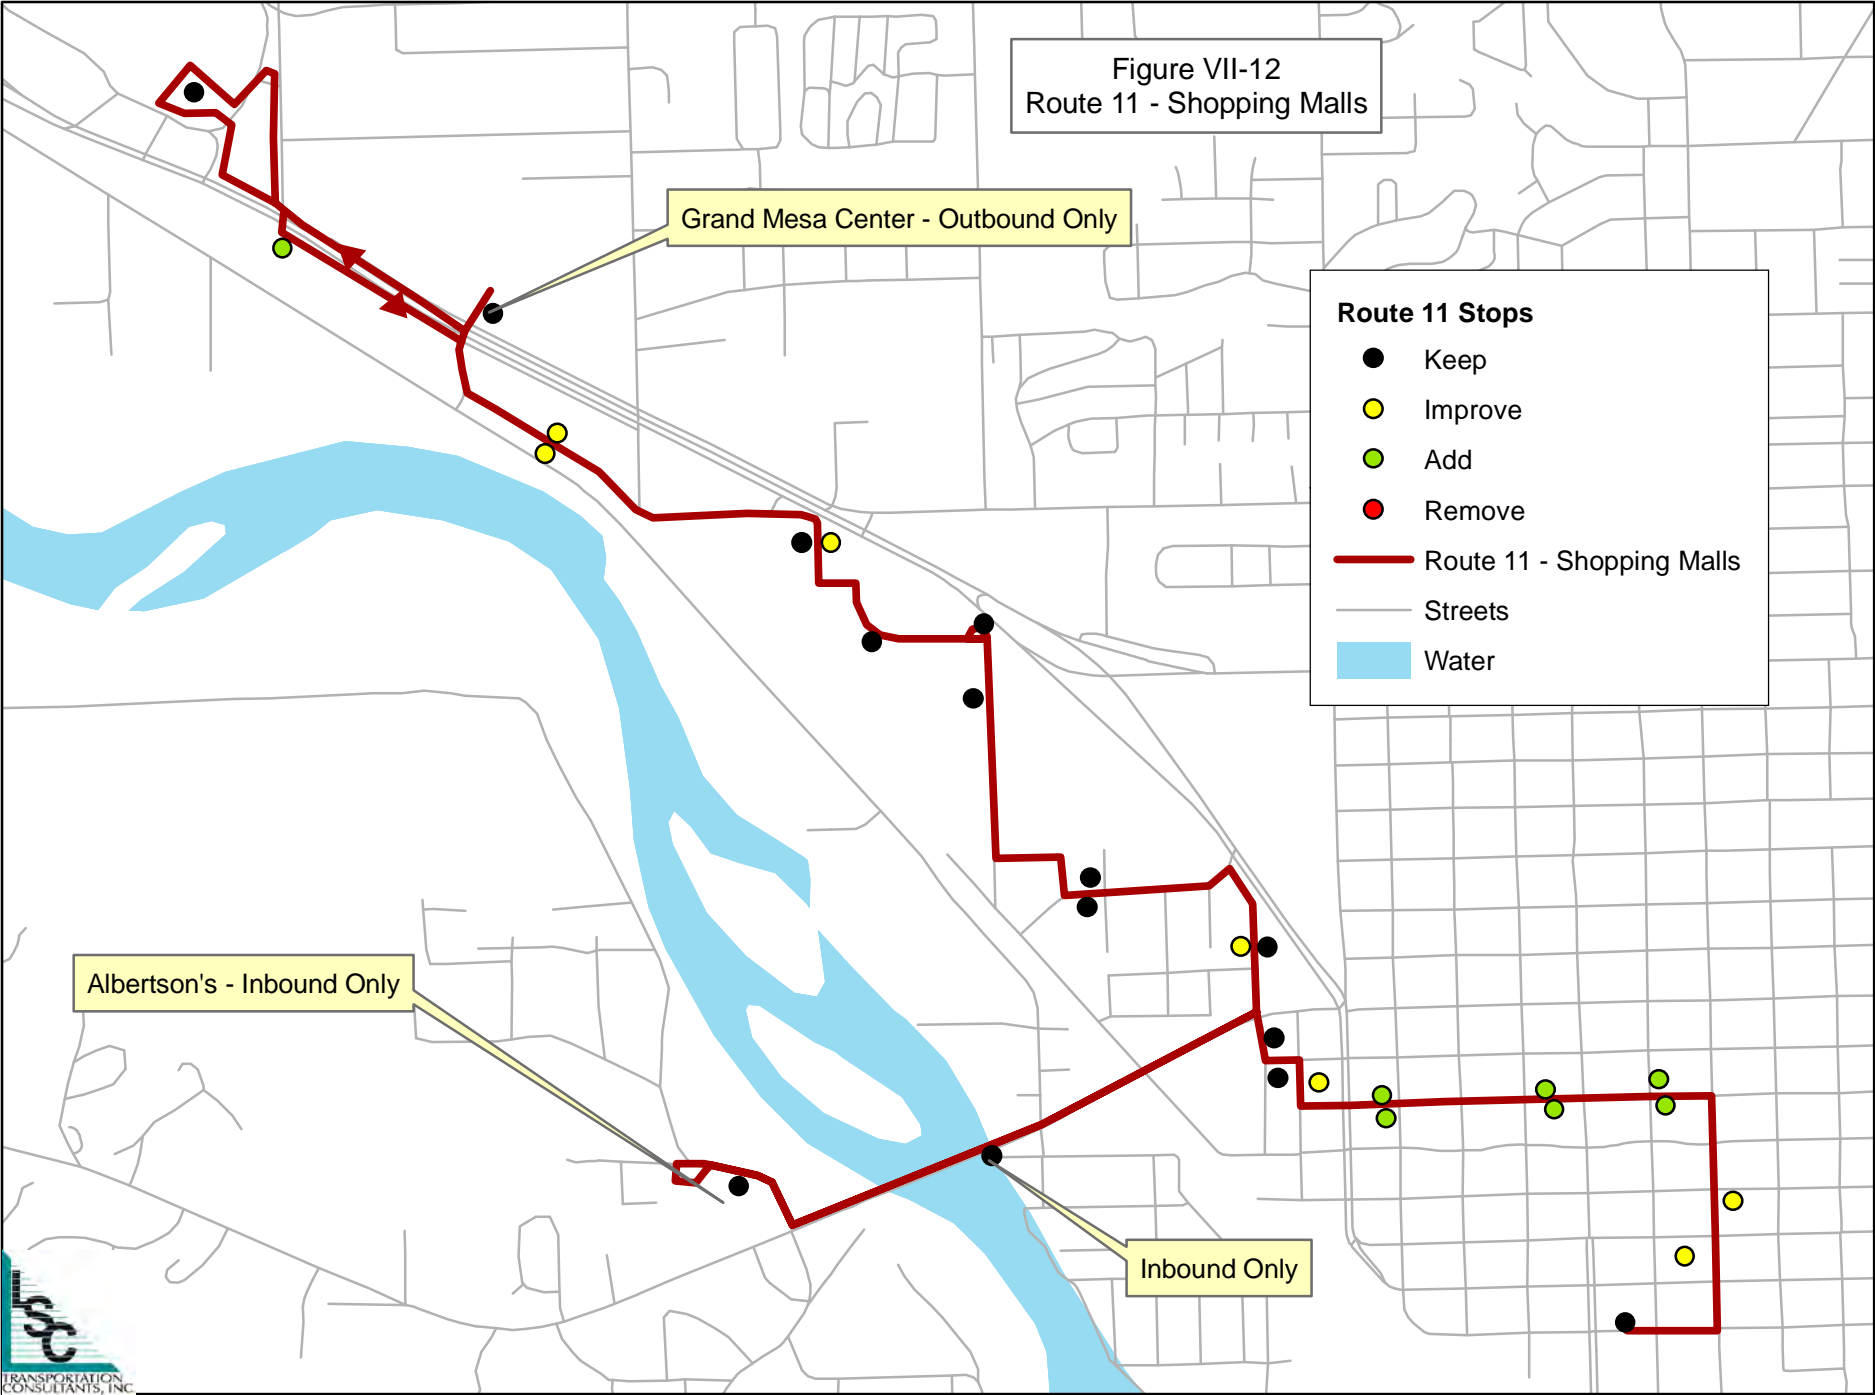 Figure VII-12
Route 11 - Shopping Malls
Grand Mesa Center - Outbound Only
Route 11 Stops
Keep
Improve
Add
Remove
Route 11 - Shopping Malls
Streets
Water
Albertson's - Inbound Only
Inbound Only
LSC
TRANSPORTATION
CONSULTANTS, INC.